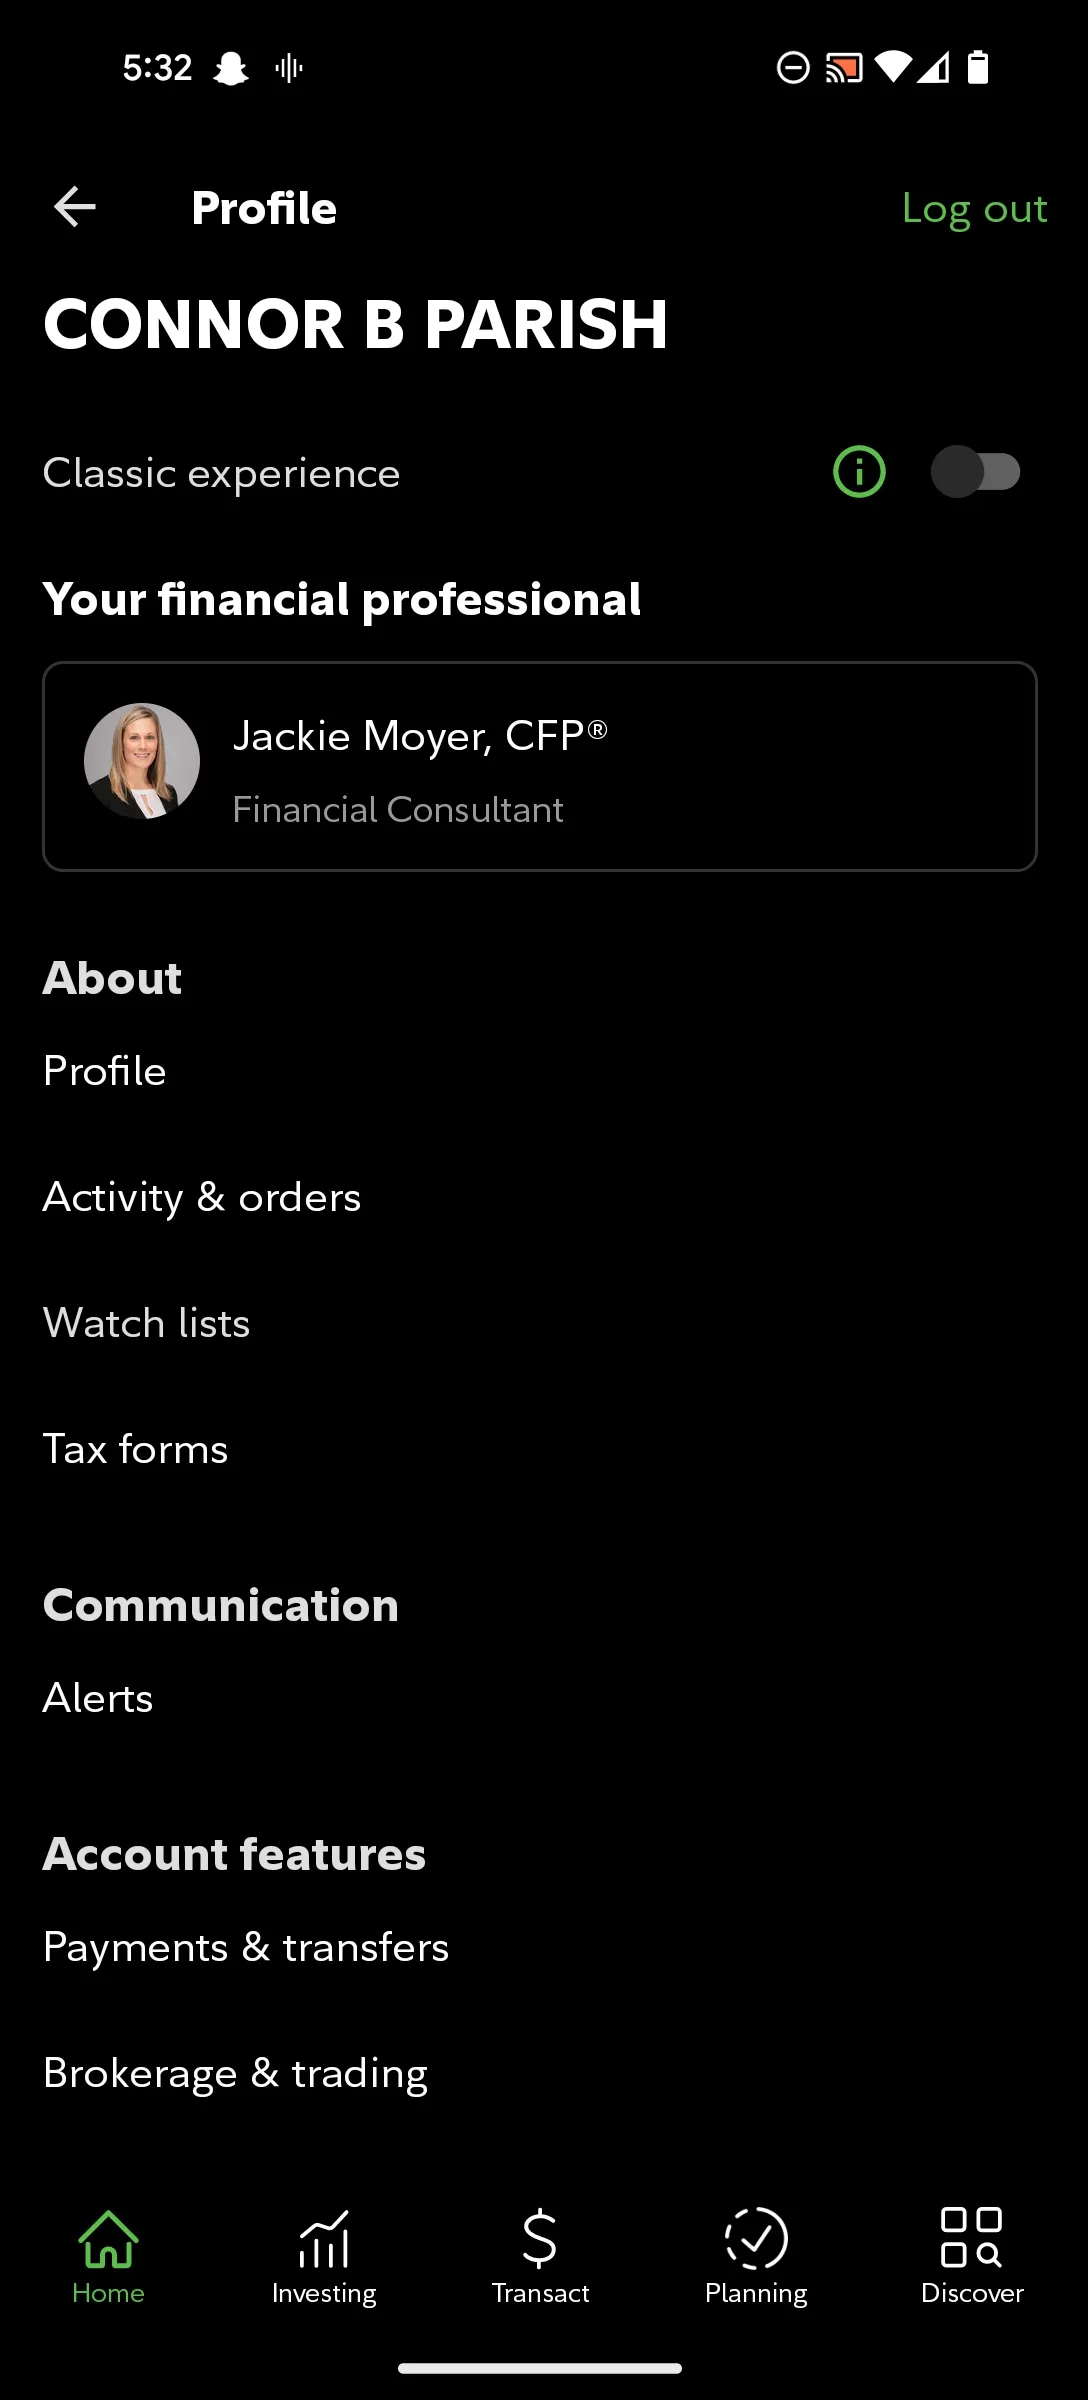 5:32
Profile
Log out
CONNOR B PARISH
Classic experience
Your financial professional
Jackie Moyer, CFP®
Financial Consultant
About
Profile
Activity & orders
Watch lists
Tax forms
Communication
Alerts
Account features
Payments & transfers
Brokerage & trading
Home
Investing
Transact
Planning
Discover